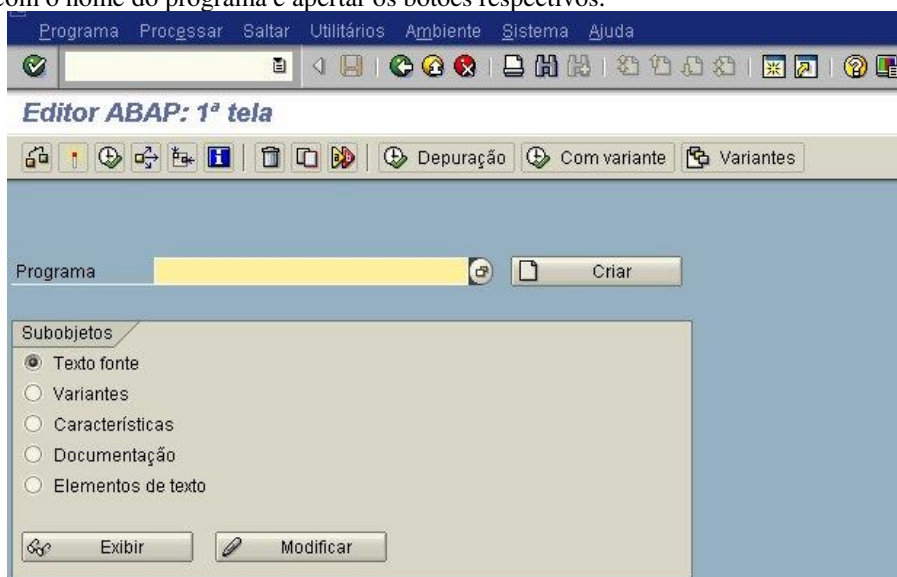 com o nome do programa e apertar os botões respectivos.
Programa Processar Saltar Utilitários Ambiente Sistema Ajuda
Editor ABAP: 1ª tela
Depuração Com variante Variantes
Programa Criar
Subobjetos
Texto fonte
Variantes
Características
Documentação
Elementos de texto
Exibir Modificar